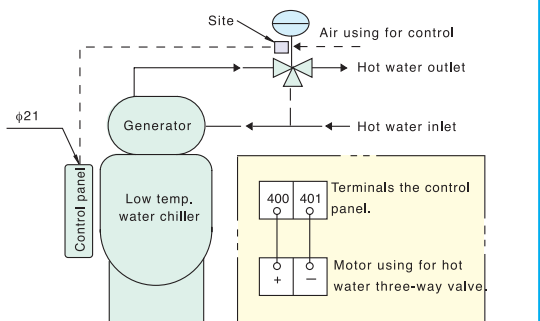 Site
Air using for control
Hot water outlet
φ21
Generator
Hot water inlet
Control panel
Low temp.
water chiller
400 401
Terminals the control
panel.
+ −
Motor using for hot
water three-way valve.